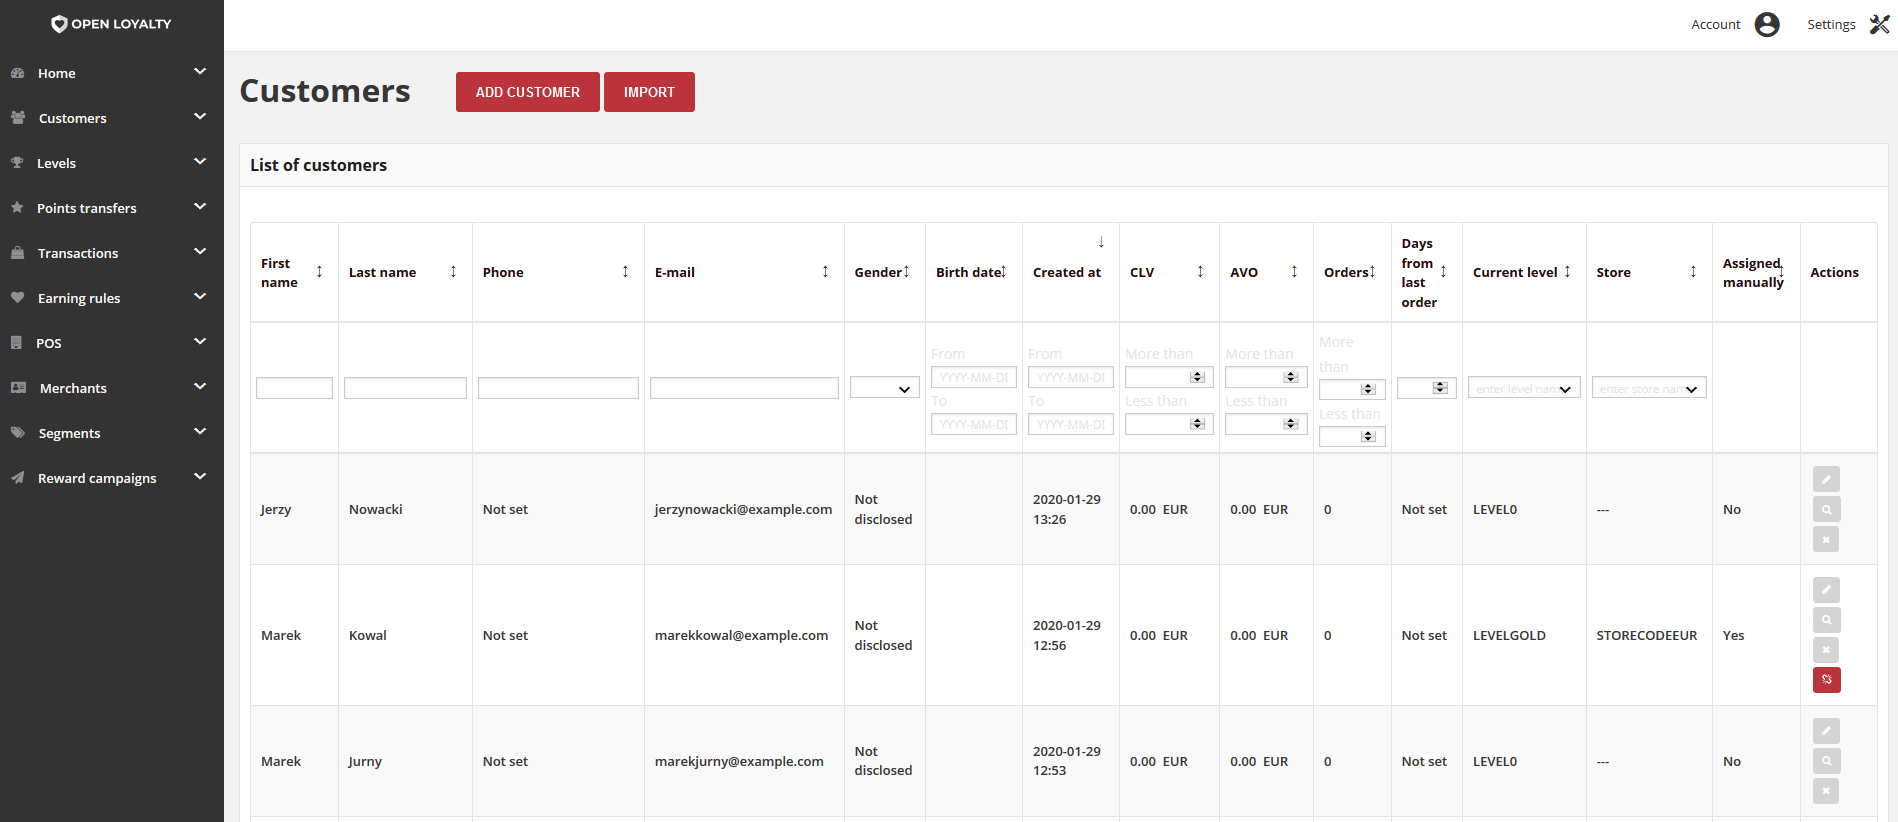 OPEN LOYALTY
Account
Settings
Home
Customers
Levels
Points transfers
Transactions
Earning rules
POS
Merchants
Segments
Reward campaigns
Customers
ADD CUSTOMER
IMPORT
List of customers
First name
Last name
Phone
E-mail
Gender
Birth date
Created at
CLV
AVO
Orders
Days from last order
Current level
Store
Assigned manually
Actions
From
YYYY-MM-DD
To
YYYY-MM-DD
From
YYYY-MM-DD
To
YYYY-MM-DD
More than
Less than
More than
Less than
More than
Less than
enter level nam
enter store nam
Jerzy Nowacki Not set jerzynowacki@example.com Not disclosed 2020-01-29 13:26 0.00 EUR 0.00 EUR 0 Not set LEVEL0 --- No
Marek Kowal Not set marekkowal@example.com Not disclosed 2020-01-29 12:56 0.00 EUR 0.00 EUR 0 Not set LEVELGOLD STORECODEEUR Yes
Marek Jurny Not set marekjurny@example.com Not disclosed 2020-01-29 12:53 0.00 EUR 0.00 EUR 0 Not set LEVEL0 --- No